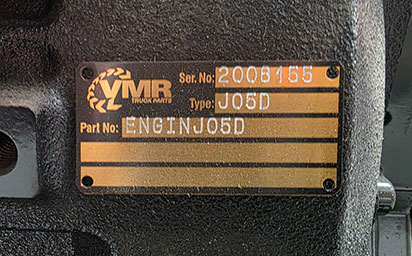 VMR
TRUCK PARTS
Ser. No: 2008155
Type: J05D
Part No: ENGINJ05D